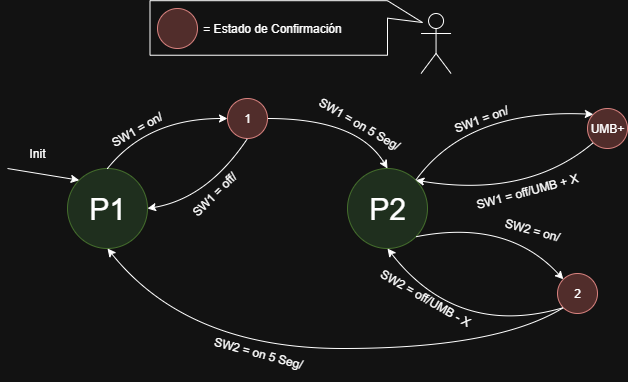 = Estado de Confirmación
SW1 = on/
1
SW1 = on 5 Seg/
SW1 = on/
UMB+
Init
SW1 = off/
SW1 = off/UMB + X
P1
P2
SW2 = on/
SW2 = off/UMB - X
2
SW2 = on 5 Seg/